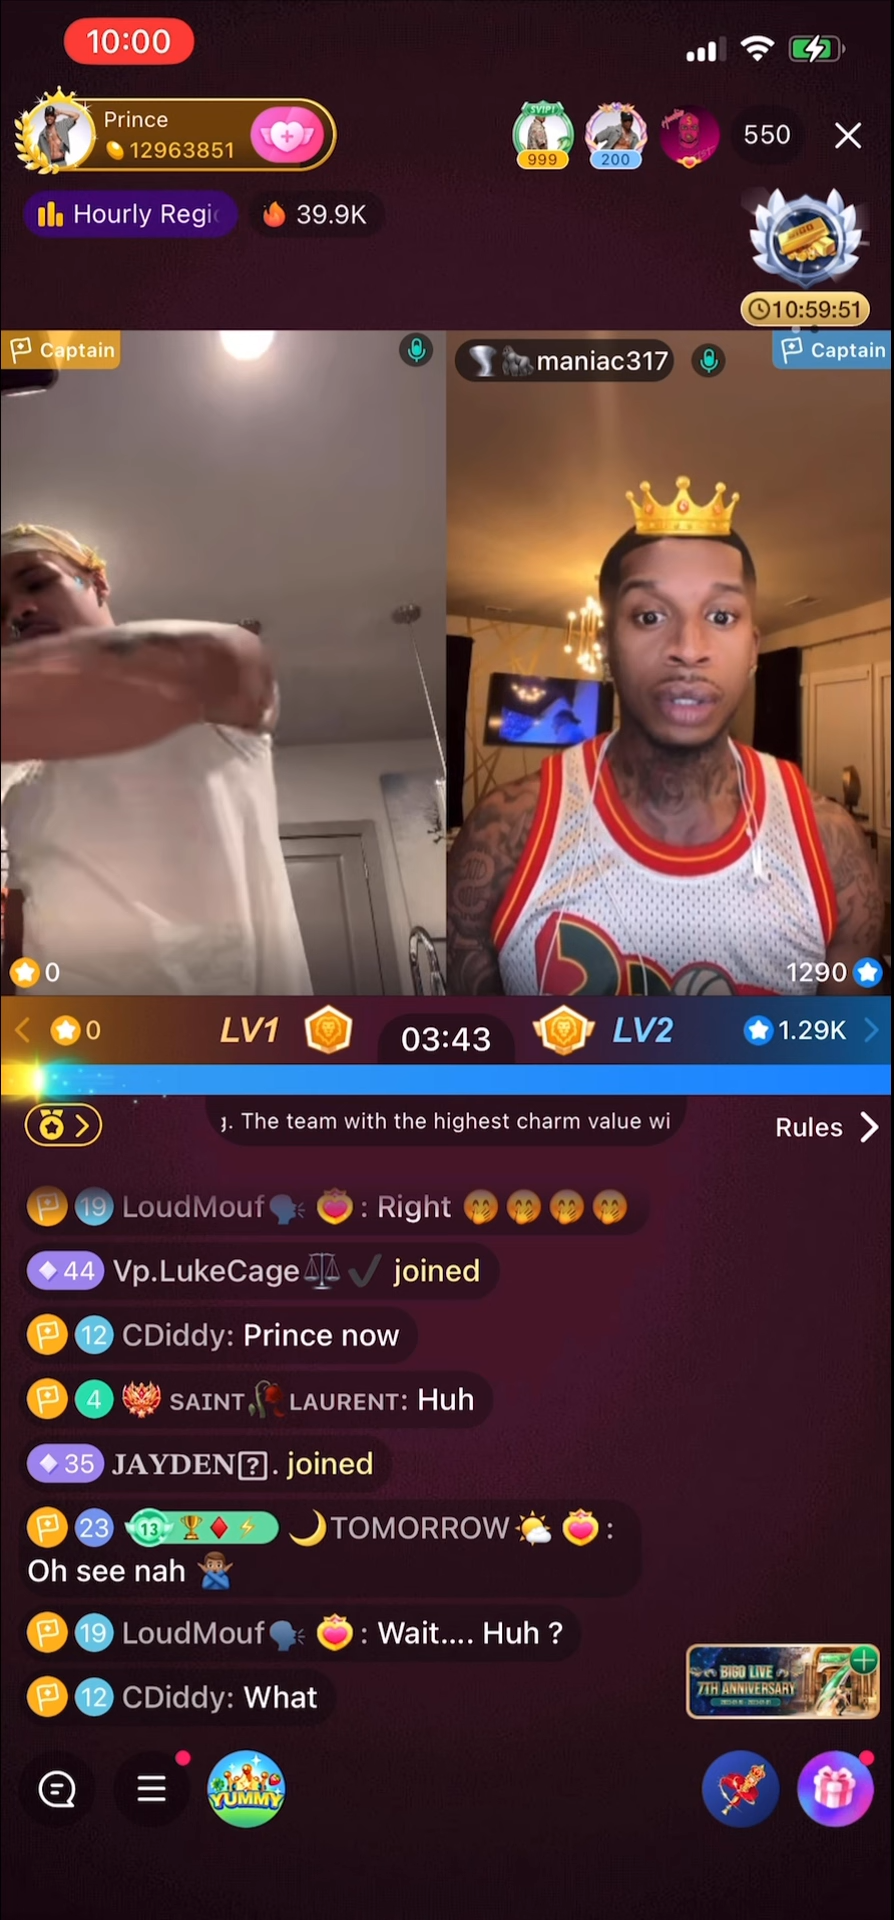 10:00
Prince
12963851
SVIP1
999
200
550
Hourly Regi
39.9K
10:59:51
Captain
maniac317
Captain
0
1290
0
LV1
03:43
LV2
1.29K
g. The team with the highest charm value wi
Rules
19 LoudMouf🗣️: Right 🤭🤭🤭🤭
44 Vp.LukeCage⚖️✔️ joined
12 CDiddy: Prince now
4 SAINT🥀LAURENT: Huh
35 JAYDEN⍰. joined
23 13 🏆♦️⚡ 🌙TOMORROW🌤️:
Oh see nah 🙅🏽‍♂️
19 LoudMouf🗣️: Wait.... Huh ?
12 CDiddy: What
BIGO LIVE
7TH ANNIVERSARY
7
YUMMY